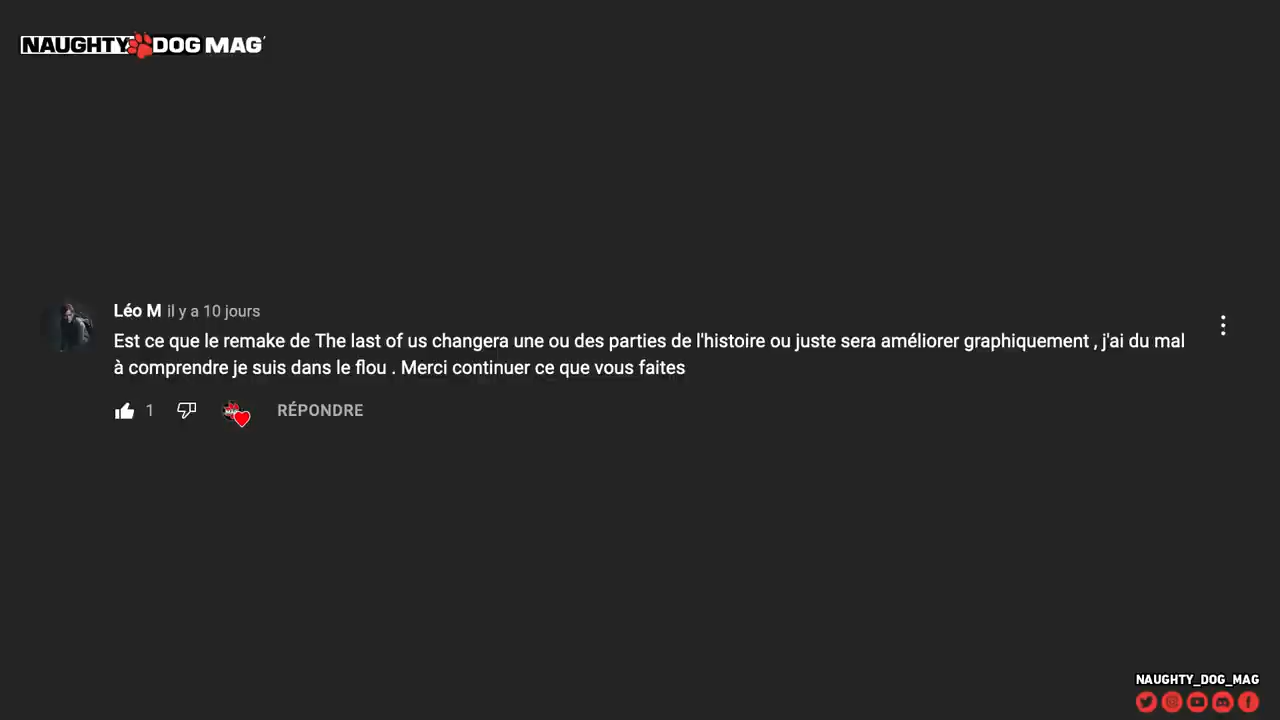 NAUGHTY DOG MAG'
Léo M il y a 10 jours
Est ce que le remake de The last of us changera une ou des parties de l'histoire ou juste sera améliorer graphiquement , j'ai du mal
à comprendre je suis dans le flou . Merci continuer ce que vous faites
1 RÉPONDRE
NAUGHTY_DOG_MAG